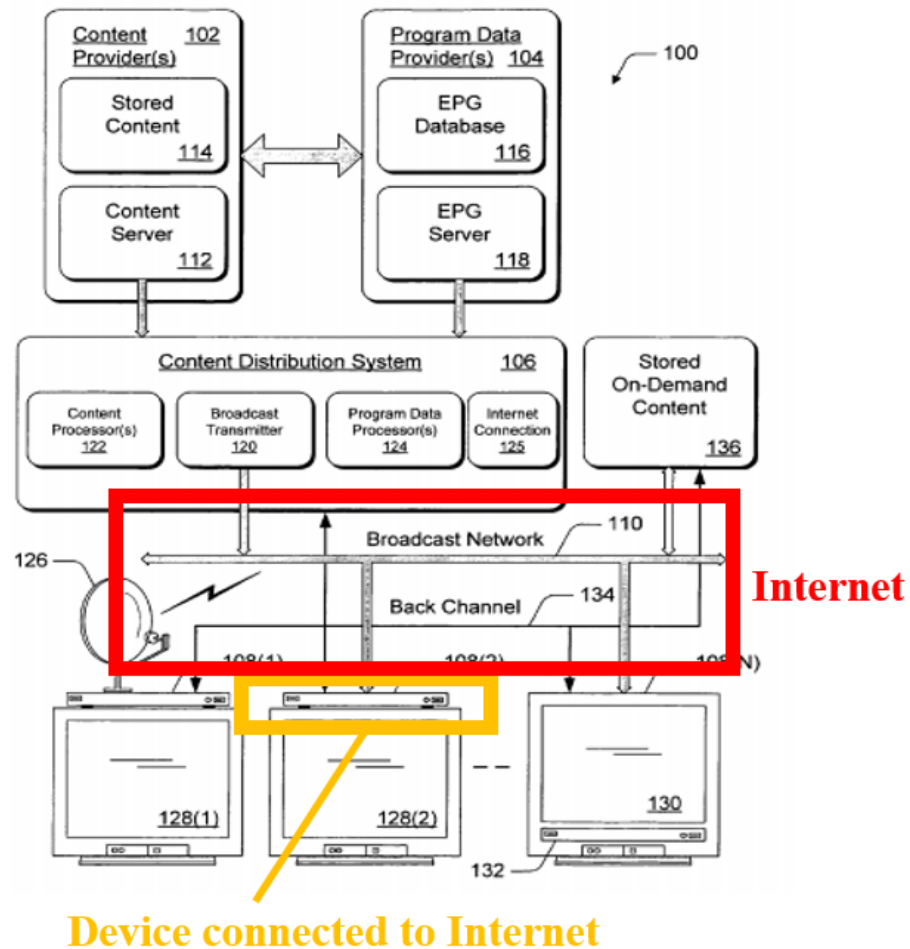 Content 102
Provider(s)
Stored
Content
114
Content
Server
112
Program Data
Provider(s) 104
EPG
Database
116
EPG
Server
118
100
Content Distribution System 106
Content
Processor(s)
122
Broadcast
Transmitter
120
Program Data
Processor(s)
124
Internet
Connection
125
Stored
On-Demand
Content
136
110
Broadcast Network
126
Internet
134
Back Channel
108(1)
108(2)
108(N)
128(1)
128(2)
130
132
Device connected to Internet